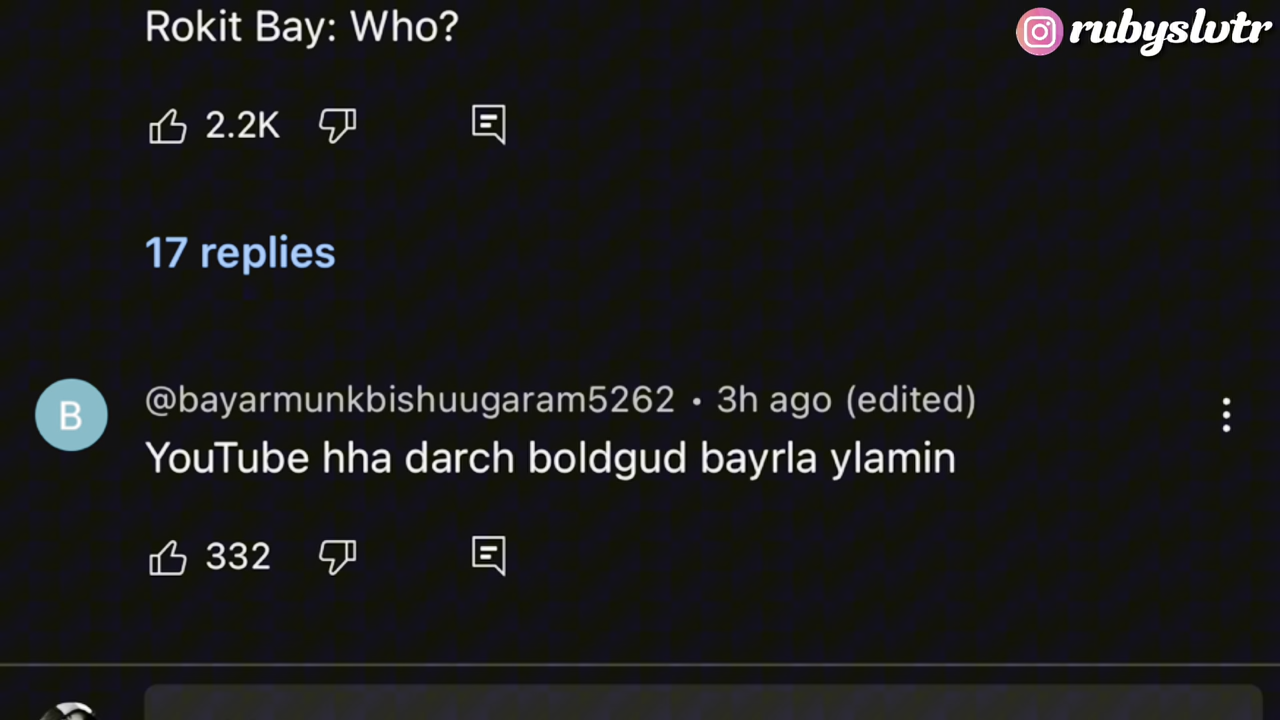 Rokit Bay: Who?
rubyslvtr
2.2K
17 replies
B
@bayarmunkbishuugaram5262 • 3h ago (edited)
YouTube hha darch boldgud bayrla ylamin
332